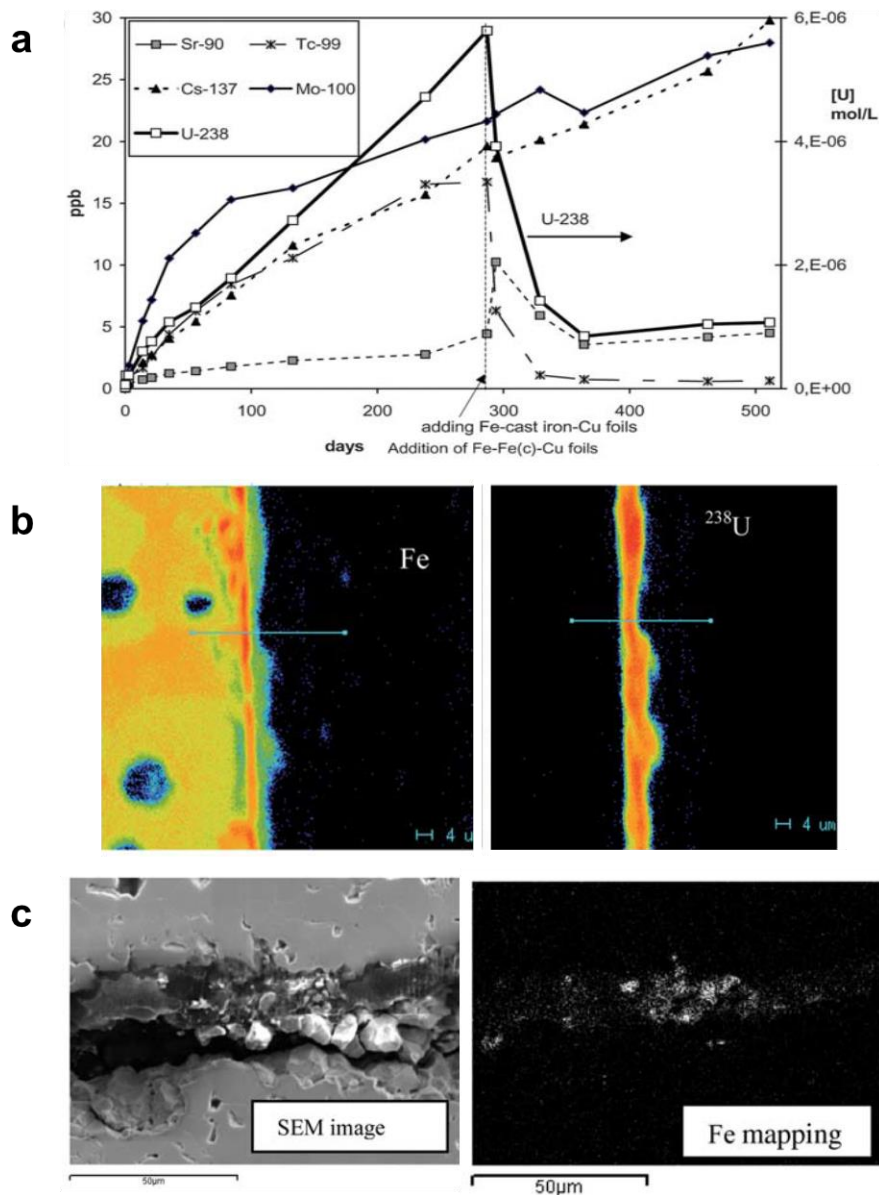 a
30
25
20
15
10
5
0
ppb
Sr-90 Tc-99
Cs-137 Mo-100
U-238
6,E-06
4,E-06
2,E-06
0,E+00
[U]
mol/L
U-238
0 100 200 300 400 500
adding Fe-cast iron-Cu foils
days
Addition of Fe-Fe(c)-Cu foils
b
Fe
4 u
238U
4 um
c
SEM image
50µm
Fe mapping
50µm